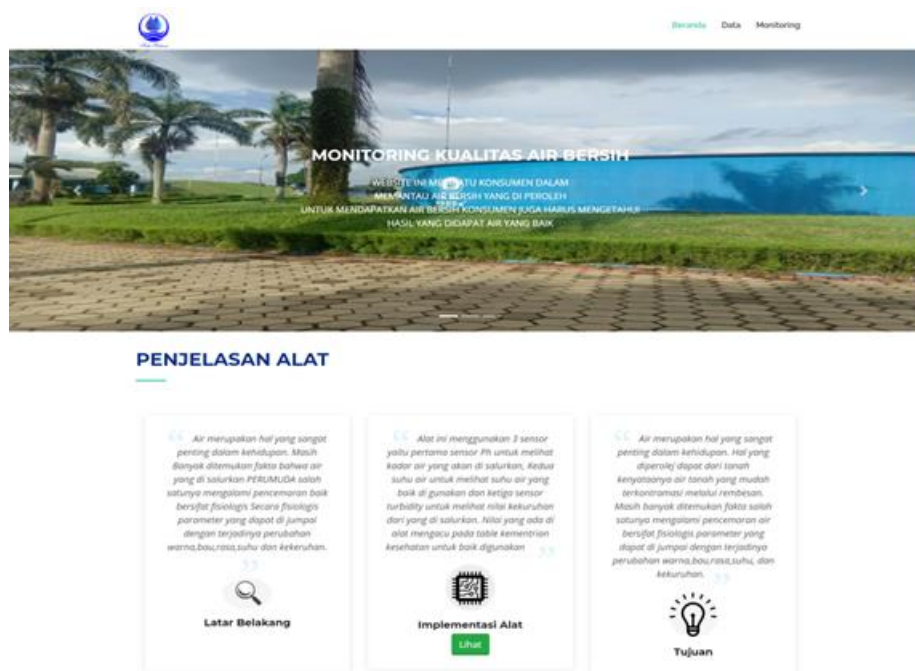 Beranda Data Monitoring
MONITORING KUALITAS AIR BERSIH
WEBSITE INI MEMBANTU KONSUMEN DALAM
MEMANTAU AIR BERSIH YANG DI PEROLEH
UNTUK MENDAPATKAN AIR BERSIH KONSUMEN JUGA HARUS MENGETAHUI
HASIL YANG DIDAPAT AIR YANG BAIK
PENJELASAN ALAT
“ Air merupakan hal yang sangat
penting dalam kehidupan. Masih
Banyak ditemukan fakta bahwa air
yang di salurkan PERUMUDA salah
satunya mengalami pencemaran baik
bersifat fisiologis Secara fisiologis
parameter yang dapat di jumpai
dengan terjadinya perubahan
warna,bau,rasa,suhu dan kekeruhan.
”
Latar Belakang
“ Alat ini menggunakan 3 sensor
yaitu pertama sensor Ph untuk melihat
kadar air yang akan di salurkan, Kedua
suhu air untuk melihat suhu air yang
baik di gunakan dan ketiga sensor
turbidity untuk melihat nilai kekuruhan
dari yang di salurkan. Nilai yang ada di
alat mengacu pada table kementrian
kesehatan untuk baik digunakan ”
Implementasi Alat
Lihat
“ Air merupakan hal yang sangat
penting dalam kehidupan. Hal yang
diperolej dapat dari tanah
kenyataanya air tanah yang mudah
terkontramasi melalui rembesan.
Masih banyak ditemukan fakta salah
satunya mengalami pencemaran air
bersifat fisiologis parameter yang
dapat di jumpai dengan terjadinya
perubahan warna,bau,rasa,suhu, dan
kekuruhan. ”
Tujuan